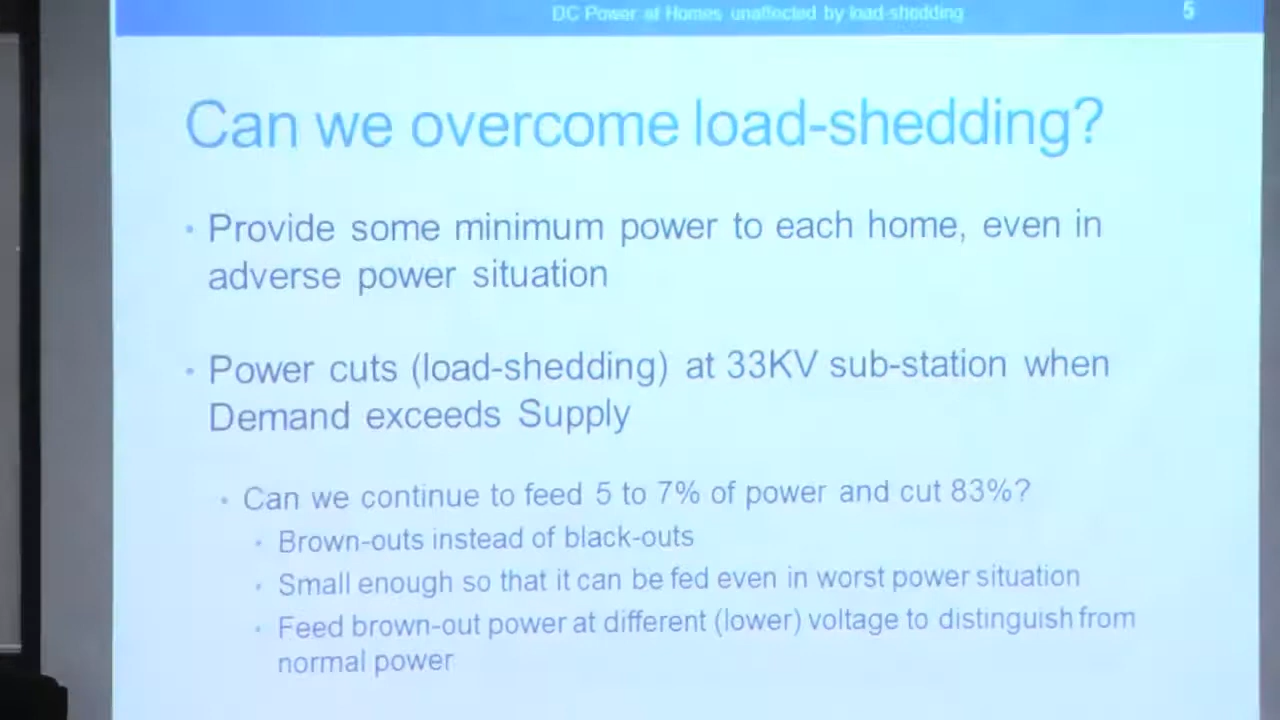 DC Power at Homes unaffected by load-shedding 5
Can we overcome load-shedding?
• Provide some minimum power to each home, even in
adverse power situation
• Power cuts (load-shedding) at 33KV sub-station when
Demand exceeds Supply
• Can we continue to feed 5 to 7% of power and cut 83%?
• Brown-outs instead of black-outs
• Small enough so that it can be fed even in worst power situation
• Feed brown-out power at different (lower) voltage to distinguish from
normal power